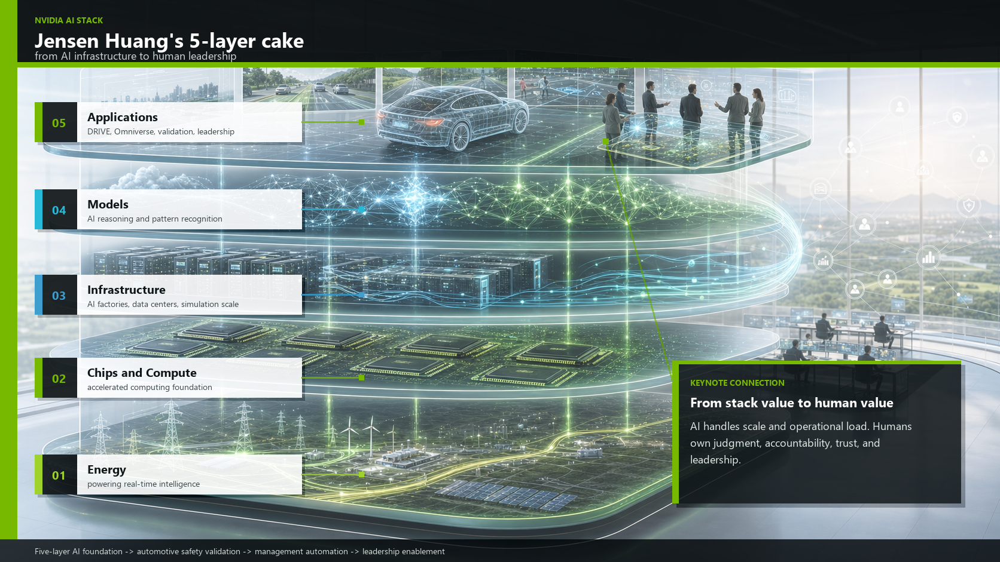 NVIDIA AI STACK
Jensen Huang's 5-layer cake
from AI infrastructure to human leadership
05
Applications
DRIVE, Omniverse, validation, leadership
04
Models
AI reasoning and pattern recognition
03
Infrastructure
AI factories, data centers, simulation scale
02
Chips and Compute
accelerated computing foundation
01
Energy
powering real-time intelligence
KEYNOTE CONNECTION
From stack value to human value
AI handles scale and operational load. Humans
own judgment, accountability, trust, and
leadership.
Five-layer AI foundation -> automotive safety validation -> management automation -> leadership enablement